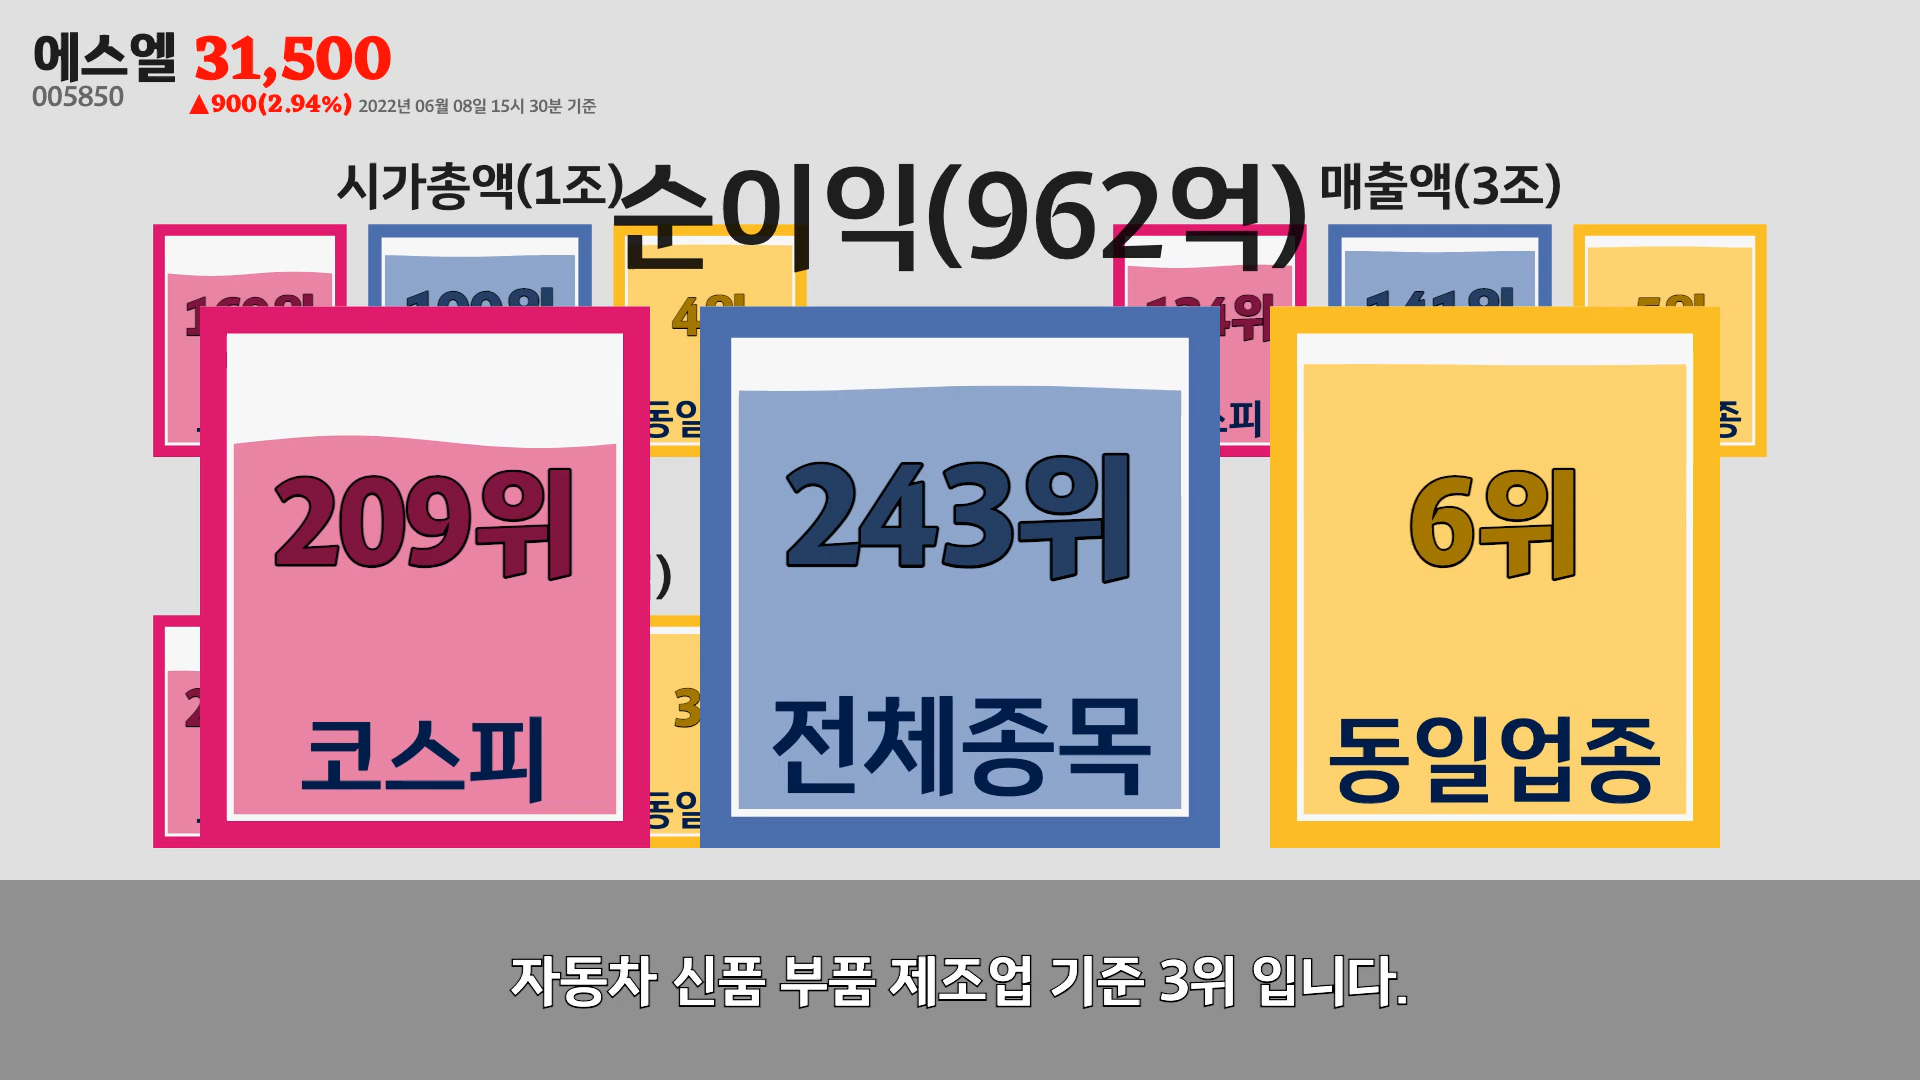 에스엘 31,500
005850
▲900(2.94%) 2022년 06월 08일 15시 30분 기준
시가총액(1조)
순이익(962억)
매출액(3조)
4위
209위
243위
6위
코스피
전체종목
동일업종
자동차 신품 부품 제조업 기준 3위 입니다.